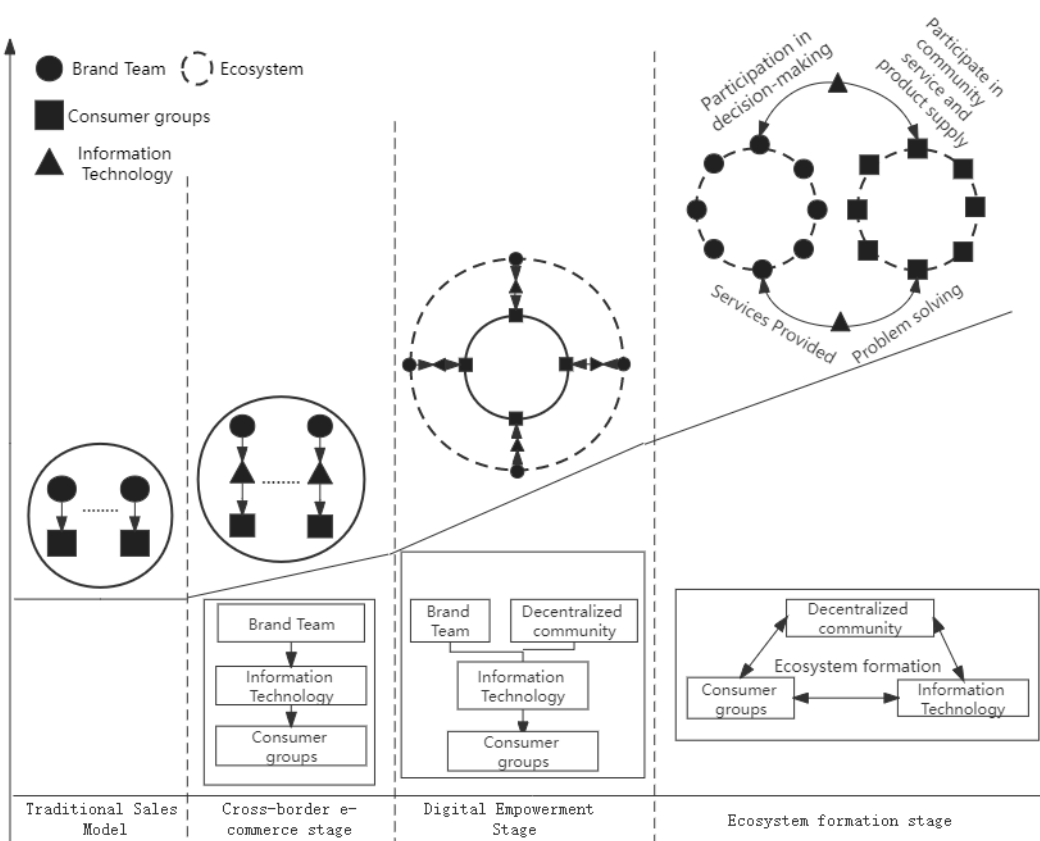 Brand Team
Ecosystem
Consumer groups
Information
Technology
Participation in
decision-making
Participate in
community
service and
product supply
Services Provided
Problem solving
Brand Team
Information
Technology
Consumer
groups
Brand
Team
Decentralized
community
Information
Technology
Consumer
groups
Decentralized
community
Ecosystem formation
Consumer
groups
Information
Technology
Traditional Sales
Model
Cross-border e-
commerce stage
Digital Empowerment
Stage
Ecosystem formation stage